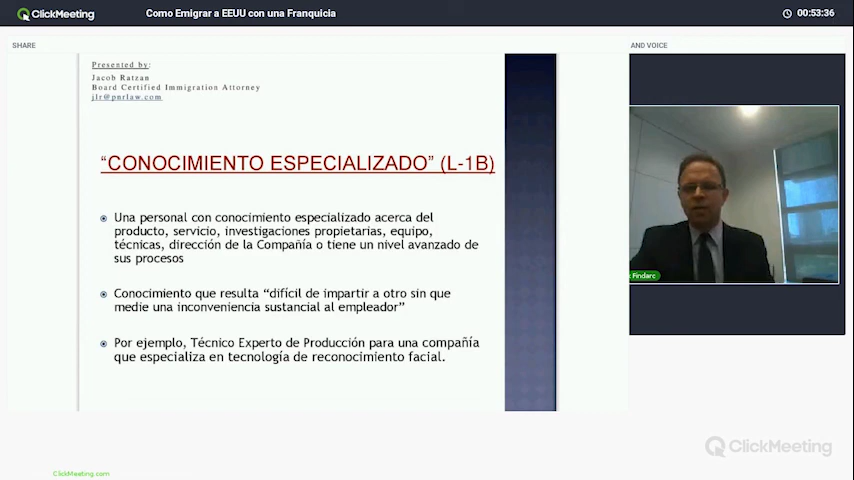 ClickMeeting
Como Emigrar a EEUU con una Franquicia
00:53:36
SHARE
AND VOICE
Presented by:
Jacob Ratzan
Board Certified Immigration Attorney
jlr@pnrlaw.com
“CONOCIMIENTO ESPECIALIZADO” (L-1B)
Una personal con conocimiento especializado acerca del
producto, servicio, investigaciones propietarias, equipo,
técnicas, dirección de la Compañía o tiene un nivel avanzado de
sus procesos
Conocimiento que resulta “difícil de impartir a otro sin que
medie una inconveniencia sustancial al empleador”
Por ejemplo, Técnico Experto de Producción para una compañía
que especializa en tecnología de reconocimiento facial.
Findarc
ClickMeeting
ClickMeeting.com